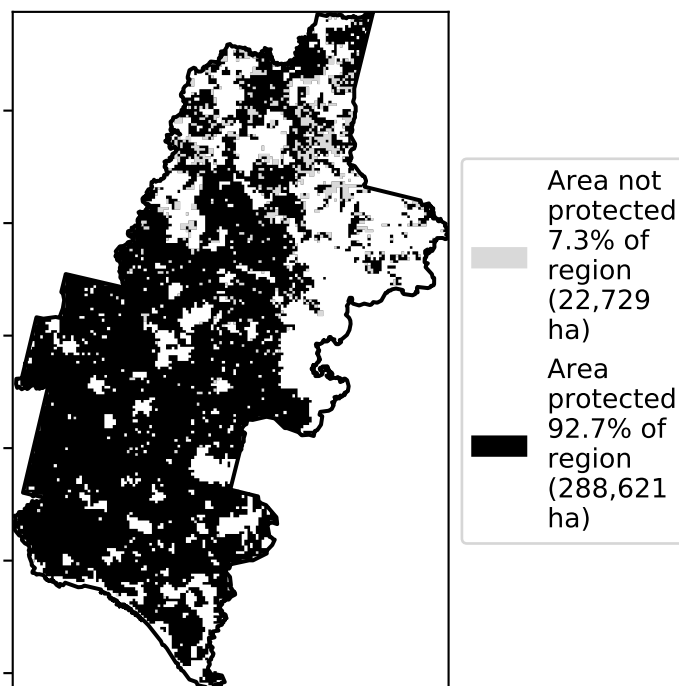 Area not
protected
7.3% of
region
(22,729
ha)
Area
protected
92.7% of
region
(288,621
ha)